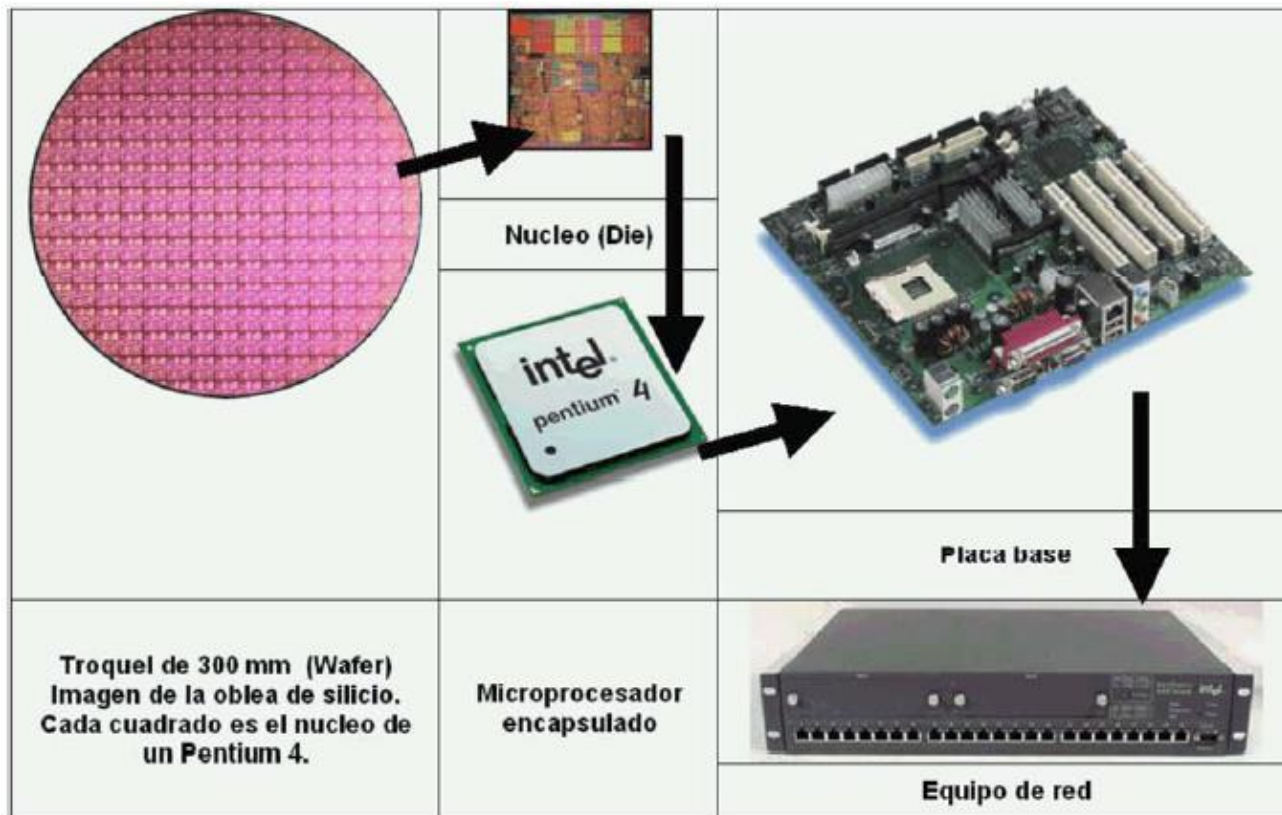 Nucleo (Die)
intel
pentium 4
Placa base
Troquel de 300 mm (Wafer)
Imagen de la oblea de silicio.
Cada cuadrado es el nucleo de
un Pentium 4.
Microprocesador
encapsulado
intel
Equipo de red